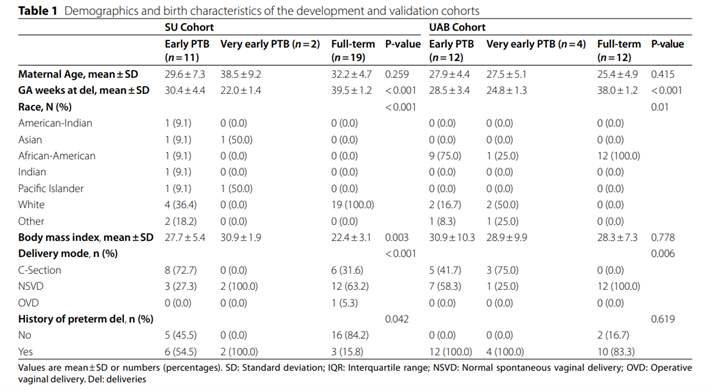 Table 1 Demographics and birth characteristics of the development and validation cohorts
SU Cohort UAB Cohort
Early PTB (n=11) Very early PTB (n=2) Full-term (n=19) P-value Early PTB (n=12) Very early PTB (n=4) Full-term (n=12) P-value
Maternal Age, mean±SD 29.6±7.3 38.5±9.2 32.2±4.7 0.259 27.9±4.4 27.5±5.1 25.4±4.9 0.415
GA weeks at del, mean±SD 30.4±4.4 22.0±1.4 39.5±1.2 <0.001 28.5±3.4 24.8±1.3 38.0±1.2 <0.001
Race, N (%) <0.001 0.01
American-Indian 1 (9.1) 0 (0.0) 0 (0.0) 0 (0.0) 0 (0.0) 0 (0.0)
Asian 1 (9.1) 1 (50.0) 0 (0.0) 0 (0.0) 0 (0.0) 0 (0.0)
African-American 1 (9.1) 0 (0.0) 0 (0.0) 9 (75.0) 1 (25.0) 12 (100.0)
Indian 1 (9.1) 0 (0.0) 0 (0.0) 0 (0.0) 0 (0.0) 0 (0.0)
Pacific Islander 1 (9.1) 1 (50.0) 0 (0.0) 0 (0.0) 0 (0.0) 0 (0.0)
White 4 (36.4) 0 (0.0) 19 (100.0) 2 (16.7) 2 (50.0) 0 (0.0)
Other 2 (18.2) 0 (0.0) 0 (0.0) 1 (8.3) 1 (25.0) 0 (0.0)
Body mass index, mean±SD 27.7±5.4 30.9±1.9 22.4±3.1 0.003 30.9±10.3 28.9±9.9 28.3±7.3 0.778
Delivery mode, n (%) <0.001 0.006
C-Section 8 (72.7) 0 (0.0) 6 (31.6) 5 (41.7) 3 (75.0) 0 (0.0)
NSVD 3 (27.3) 2 (100.0) 12 (63.2) 7 (58.3) 1 (25.0) 12 (100.0)
OVD 0 (0.0) 0 (0.0) 1 (5.3) 0 (0.0) 0 (0.0) 0 (0.0)
History of preterm del, n (%) 0.042 0.619
No 5 (45.5) 0 (0.0) 16 (84.2) 0 (0.0) 0 (0.0) 2 (16.7)
Yes 6 (54.5) 2 (100.0) 3 (15.8) 12 (100.0) 4 (100.0) 10 (83.3)
Values are mean±SD or numbers (percentages). SD: Standard deviation; IQR: Interquartile range; NSVD: Normal spontaneous vaginal delivery; OVD: Operative
vaginal delivery. Del: deliveries